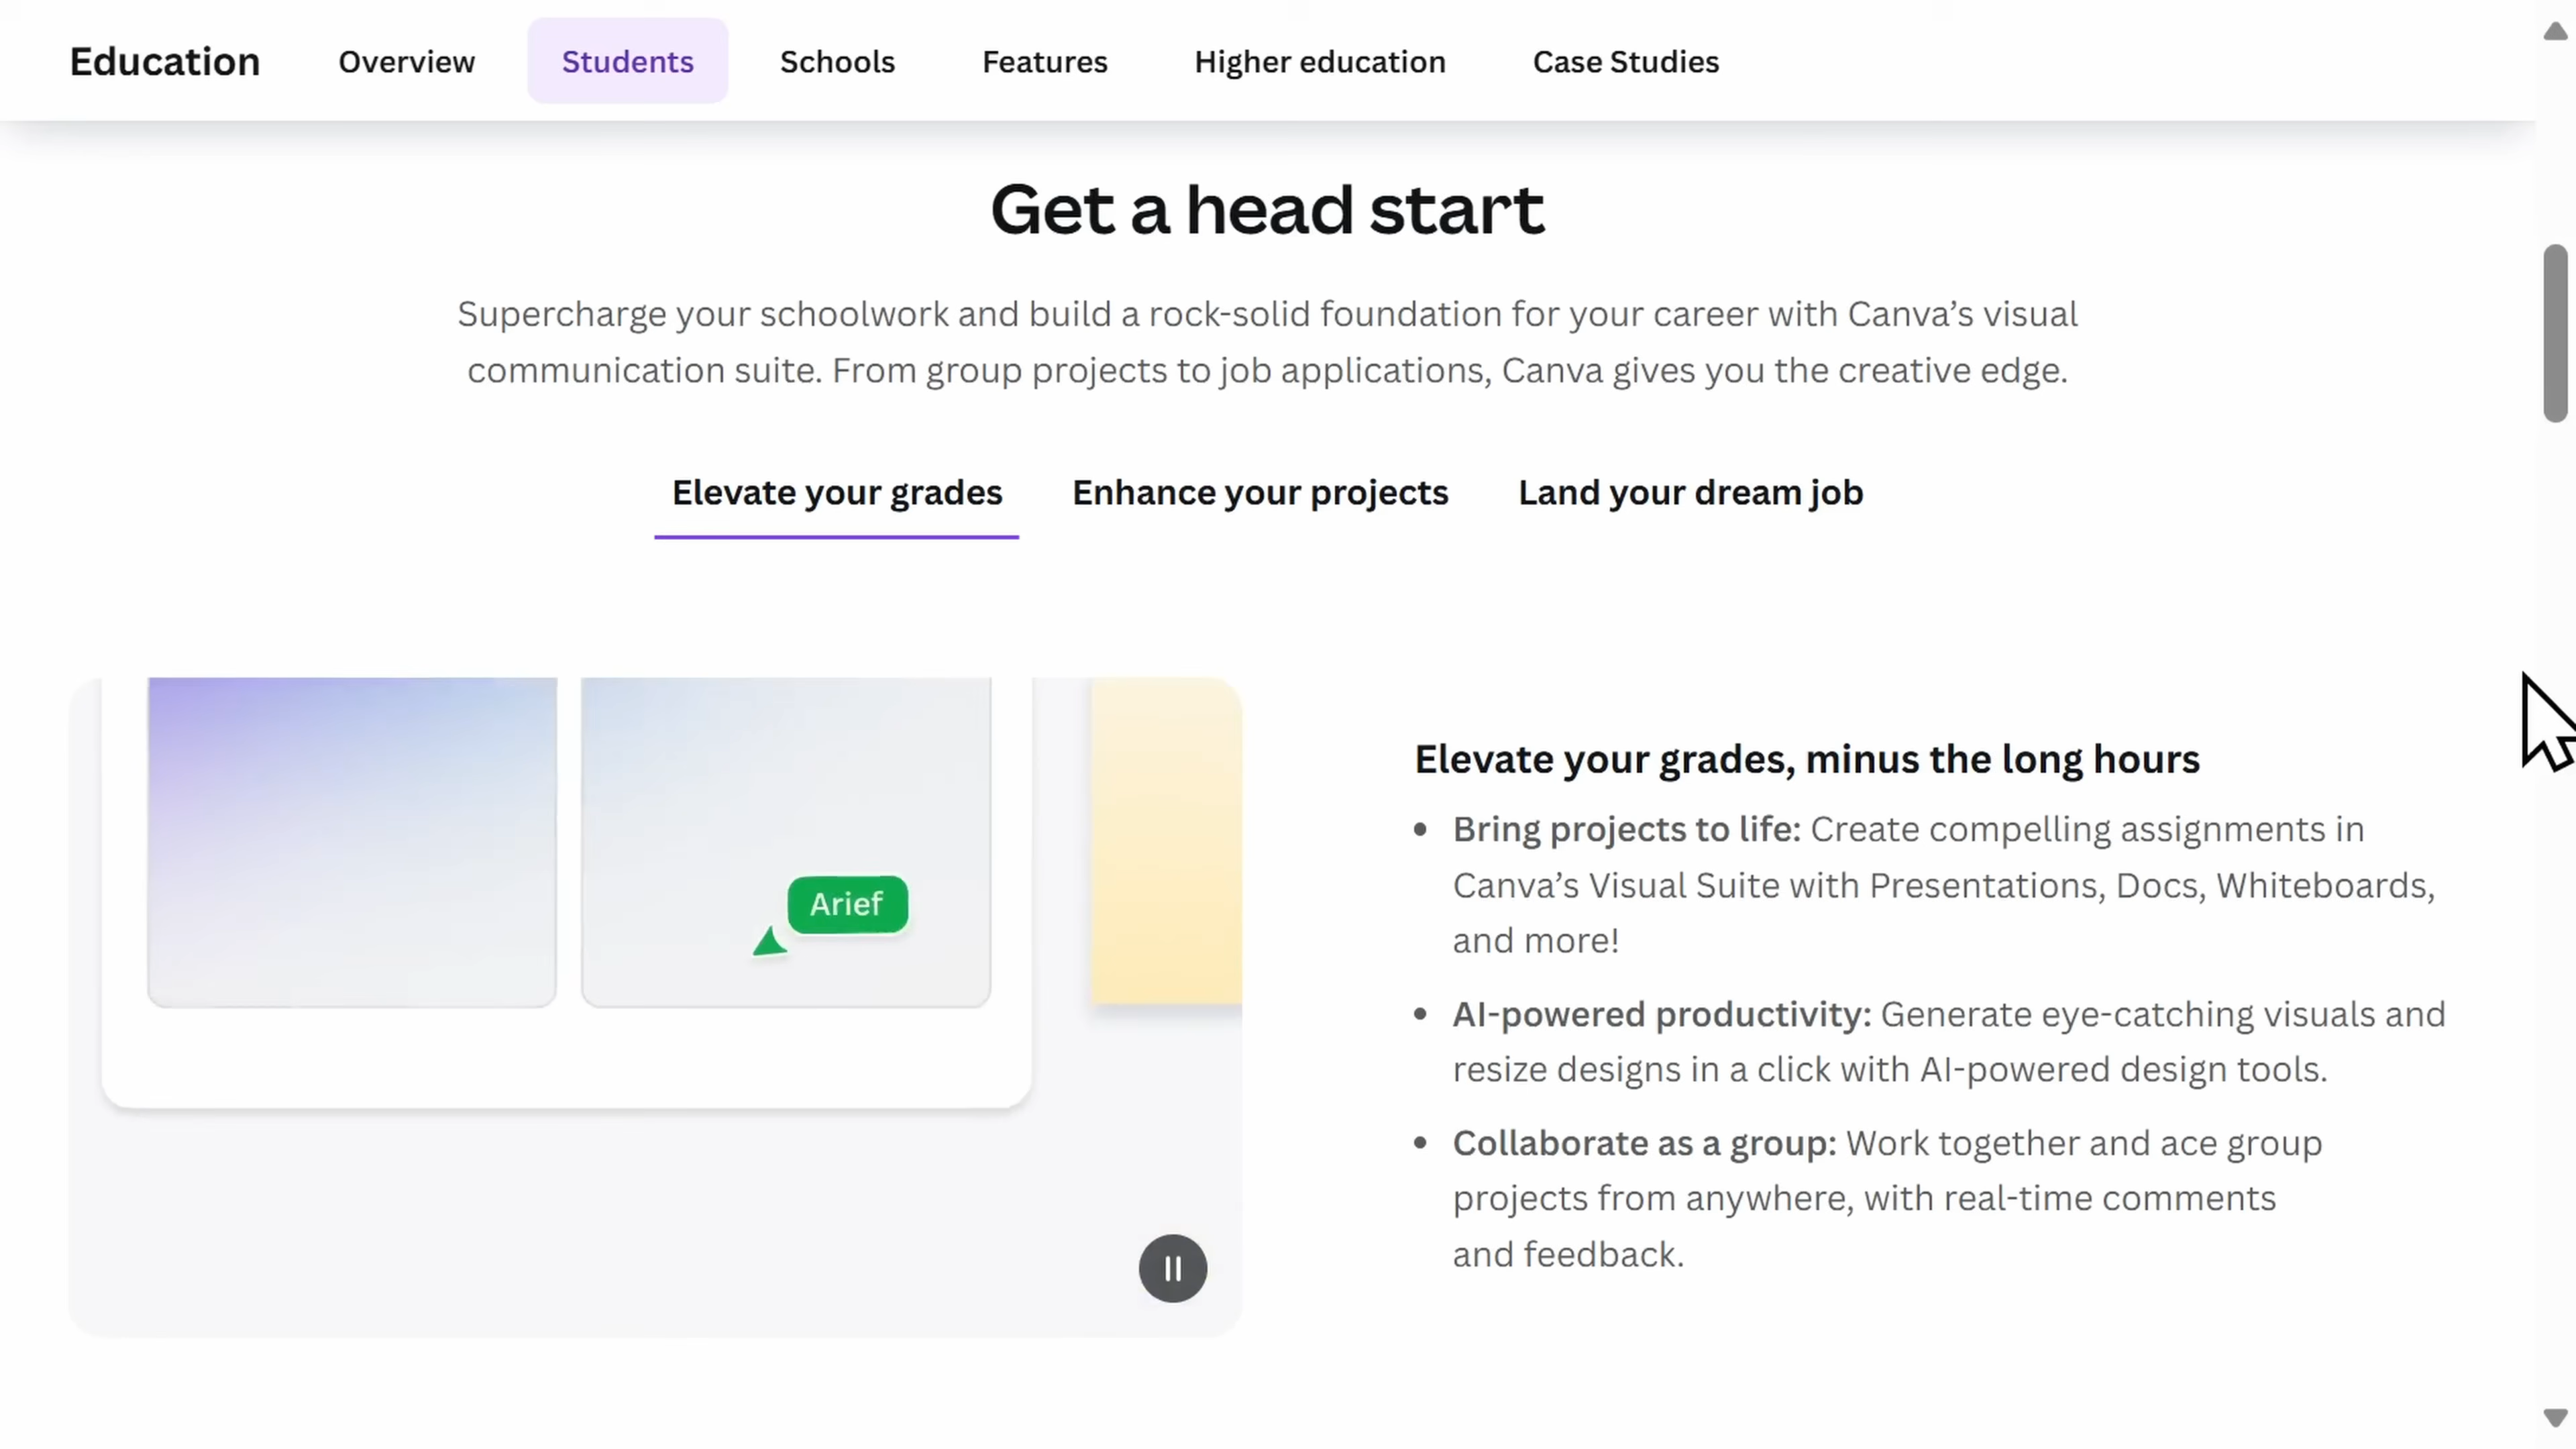 Education
Overview
Students
Schools
Features
Higher education
Case Studies
Get a head start
Supercharge your schoolwork and build a rock-solid foundation for your career with Canva’s visual
communication suite. From group projects to job applications, Canva gives you the creative edge.
Elevate your grades
Enhance your projects
Land your dream job
Arief
Elevate your grades, minus the long hours
• Bring projects to life: Create compelling assignments in
Canva’s Visual Suite with Presentations, Docs, Whiteboards,
and more!
• AI-powered productivity: Generate eye-catching visuals and
resize designs in a click with AI-powered design tools.
• Collaborate as a group: Work together and ace group
projects from anywhere, with real-time comments
and feedback.